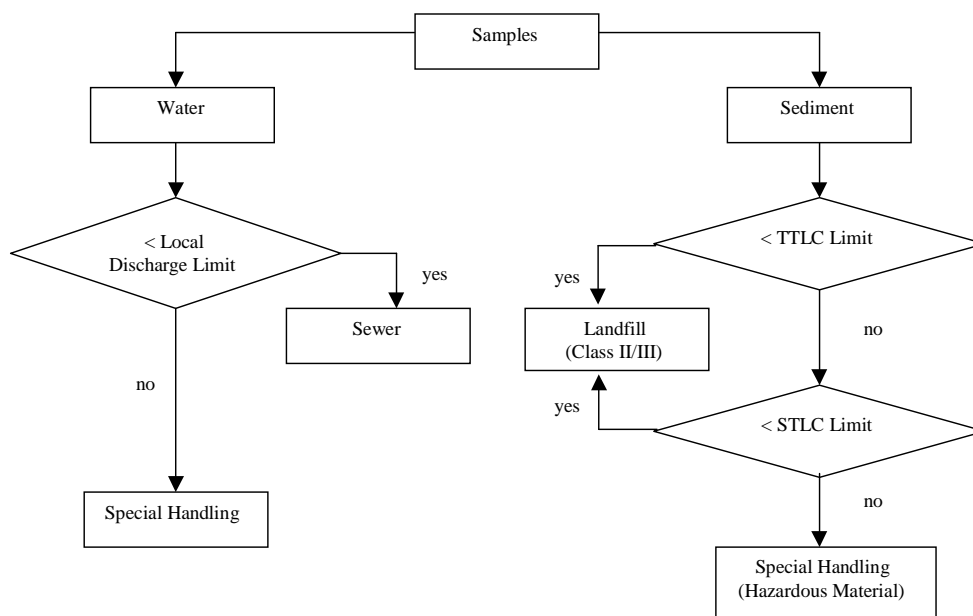 Samples
Water
Sediment
< Local
Discharge Limit
yes
Sewer
no
Special Handling
< TTLC Limit
yes
Landfill
(Class II/III)
no
yes
< STLC Limit
no
Special Handling
(Hazardous Material)